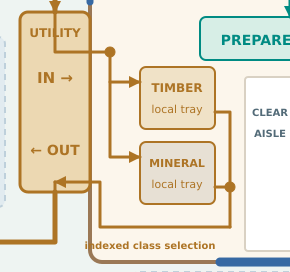 UTILITY
IN →
← OUT
TIMBER
local tray
MINERAL
local tray
PREPARE
CLEAR
AISLE
indexed class selection